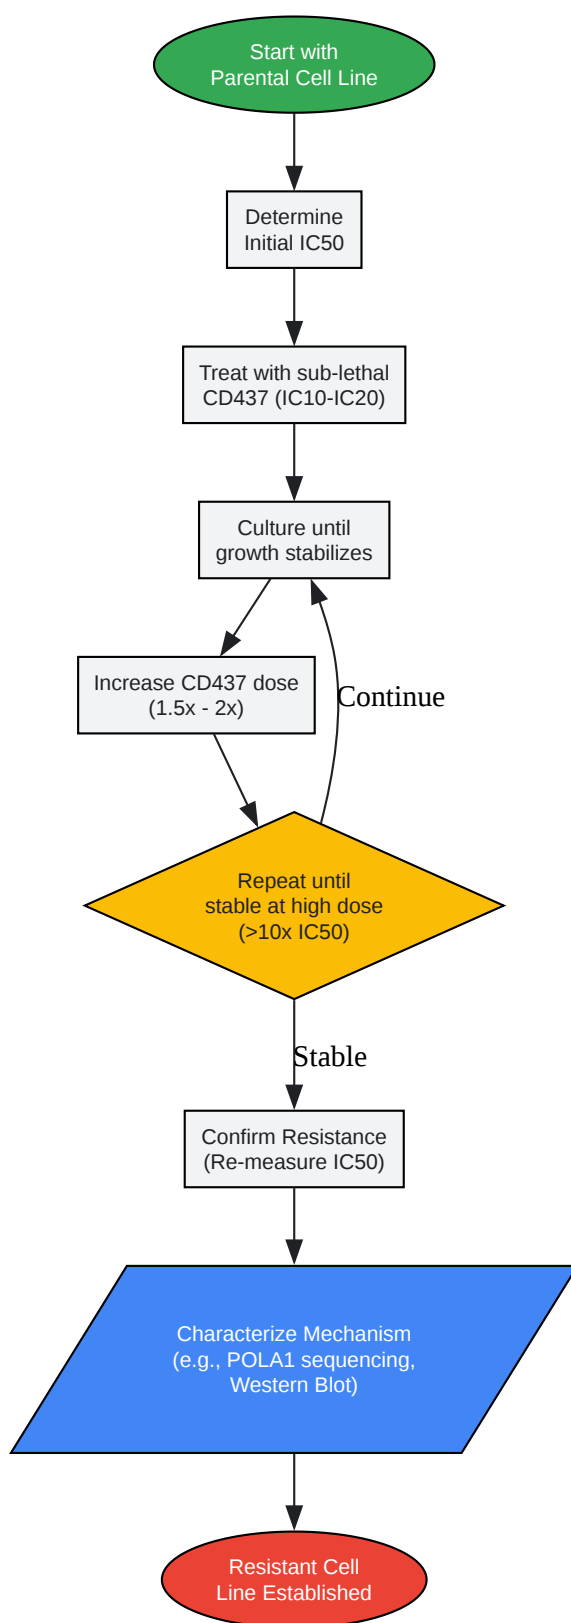 Start with
Parental Cell Line
Determine
Initial IC50
Treat with sub-lethal
CD437 (IC10-IC20)
Culture until
growth stabilizes
Increase CD437 dose
(1.5x - 2x)
Continue
Repeat until
stable at high dose
(>10x IC50)
Stable
Confirm Resistance
(Re-measure IC50)
Characterize Mechanism
(e.g., POLA1 sequencing,
Western Blot)
Resistant Cell
Line Established